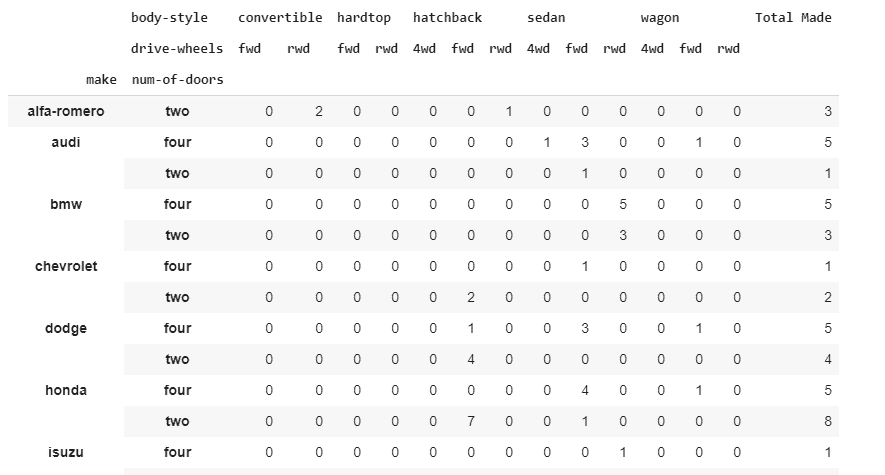 body-style convertible hardtop hatchback sedan wagon Total Made
drive-wheels fwd rwd fwd rwd 4wd fwd rwd 4wd fwd rwd 4wd fwd rwd
make num-of-doors
alfa-romero two 0 2 0 0 0 0 1 0 0 0 0 0 0 3
audi four 0 0 0 0 0 0 0 1 3 0 0 1 0 5
two 0 0 0 0 0 0 0 0 1 0 0 0 0 1
bmw four 0 0 0 0 0 0 0 0 0 5 0 0 0 5
two 0 0 0 0 0 0 0 0 0 3 0 0 0 3
chevrolet four 0 0 0 0 0 0 0 0 1 0 0 0 0 1
two 0 0 0 0 0 2 0 0 0 0 0 0 0 2
dodge four 0 0 0 0 0 1 0 0 3 0 0 1 0 5
two 0 0 0 0 0 4 0 0 0 0 0 0 0 4
honda four 0 0 0 0 0 0 0 0 4 0 0 1 0 5
two 0 0 0 0 0 7 0 0 1 0 0 0 0 8
isuzu four 0 0 0 0 0 0 0 0 0 1 0 0 0 1